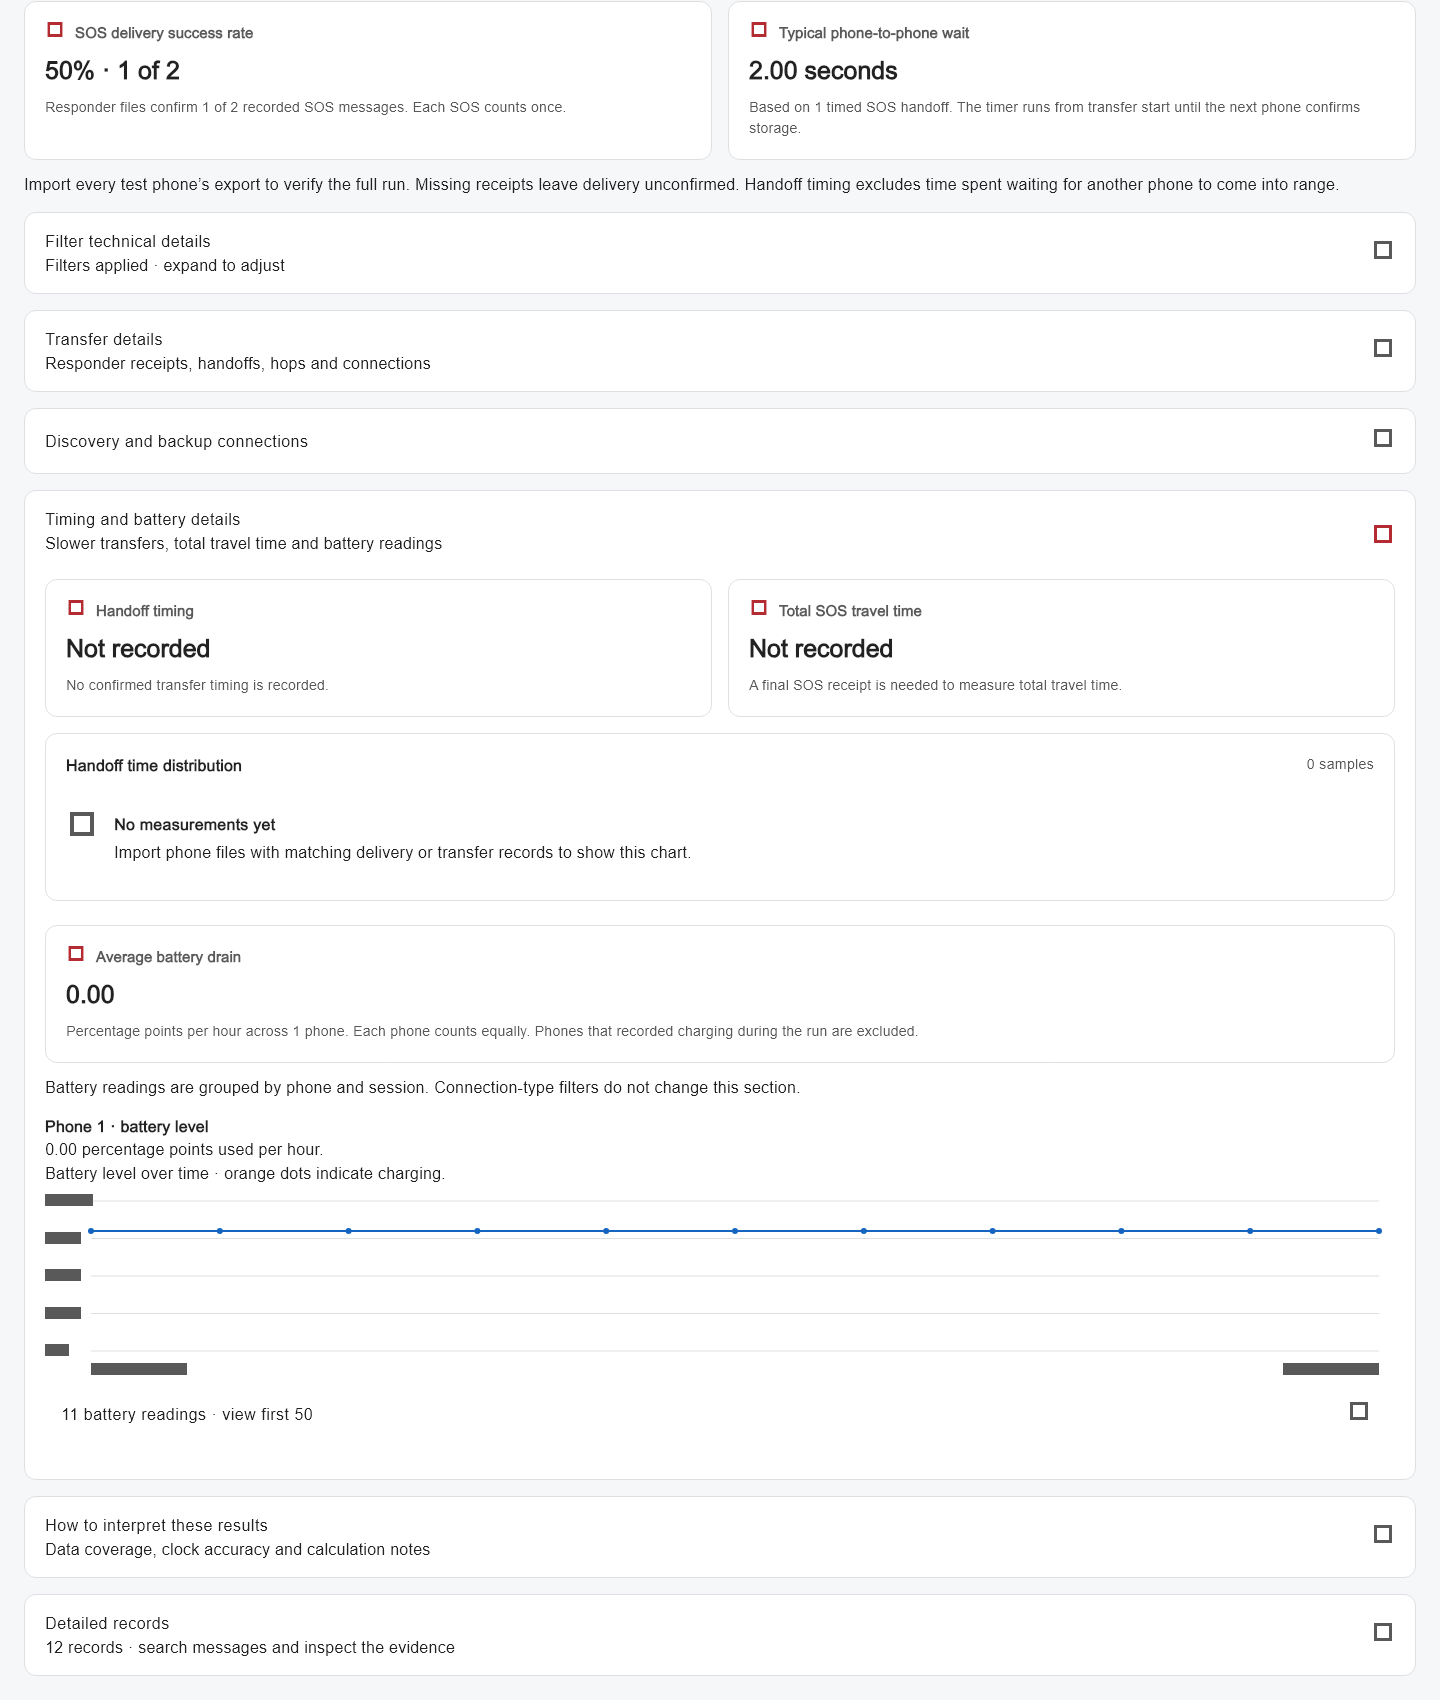 SOS delivery success rate
50% · 1 of 2
Responder files confirm 1 of 2 recorded SOS messages. Each SOS counts once.
Typical phone-to-phone wait
2.00 seconds
Based on 1 timed SOS handoff. The timer runs from transfer start until the next phone confirms
storage.
Import every test phone’s export to verify the full run. Missing receipts leave delivery unconfirmed. Handoff timing excludes time spent waiting for another phone to come into range.
Filter technical details
Filters applied · expand to adjust
Transfer details
Responder receipts, handoffs, hops and connections
Discovery and backup connections
Timing and battery details
Slower transfers, total travel time and battery readings
Handoff timing
Not recorded
No confirmed transfer timing is recorded.
Total SOS travel time
Not recorded
A final SOS receipt is needed to measure total travel time.
Handoff time distribution
0 samples
No measurements yet
Import phone files with matching delivery or transfer records to show this chart.
Average battery drain
0.00
Percentage points per hour across 1 phone. Each phone counts equally. Phones that recorded charging during the run are excluded.
Battery readings are grouped by phone and session. Connection-type filters do not change this section.
Phone 1 · battery level
0.00 percentage points used per hour.
Battery level over time · orange dots indicate charging.
11 battery readings · view first 50
How to interpret these results
Data coverage, clock accuracy and calculation notes
Detailed records
12 records · search messages and inspect the evidence